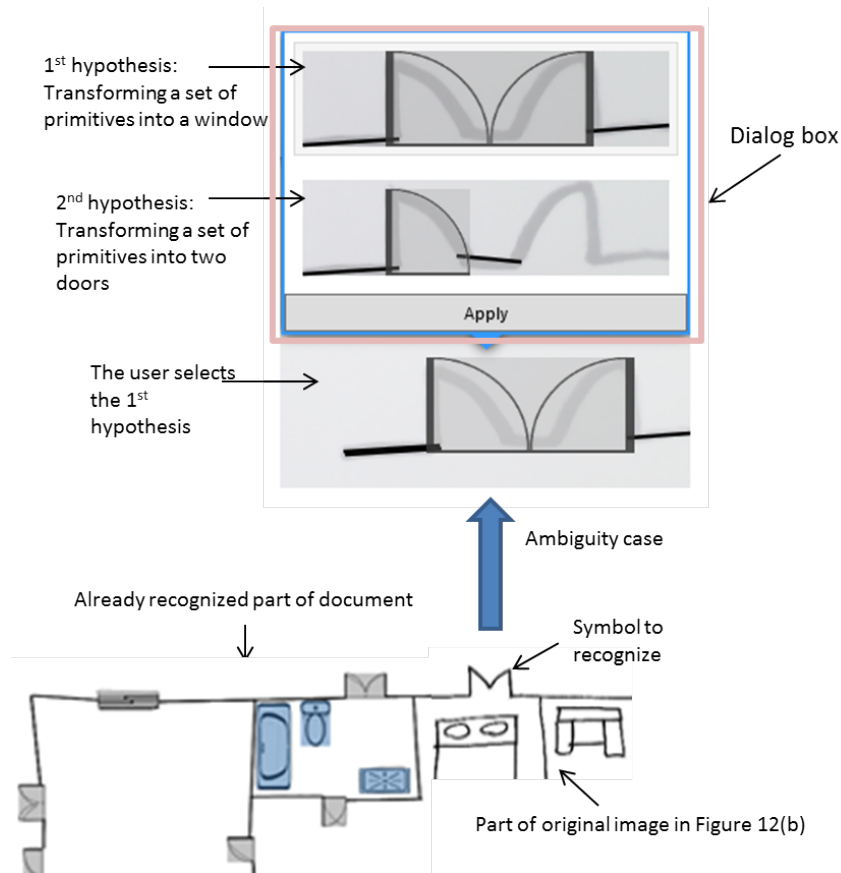 1st hypothesis:
Transforming a set of
primitives into a window
Dialog box
2nd hypothesis:
Transforming a set of
primitives into two
doors
Apply
The user selects
the 1st
hypothesis
Ambiguity case
Already recognized part of document
Symbol to
recognize
Part of original image in Figure 12(b)